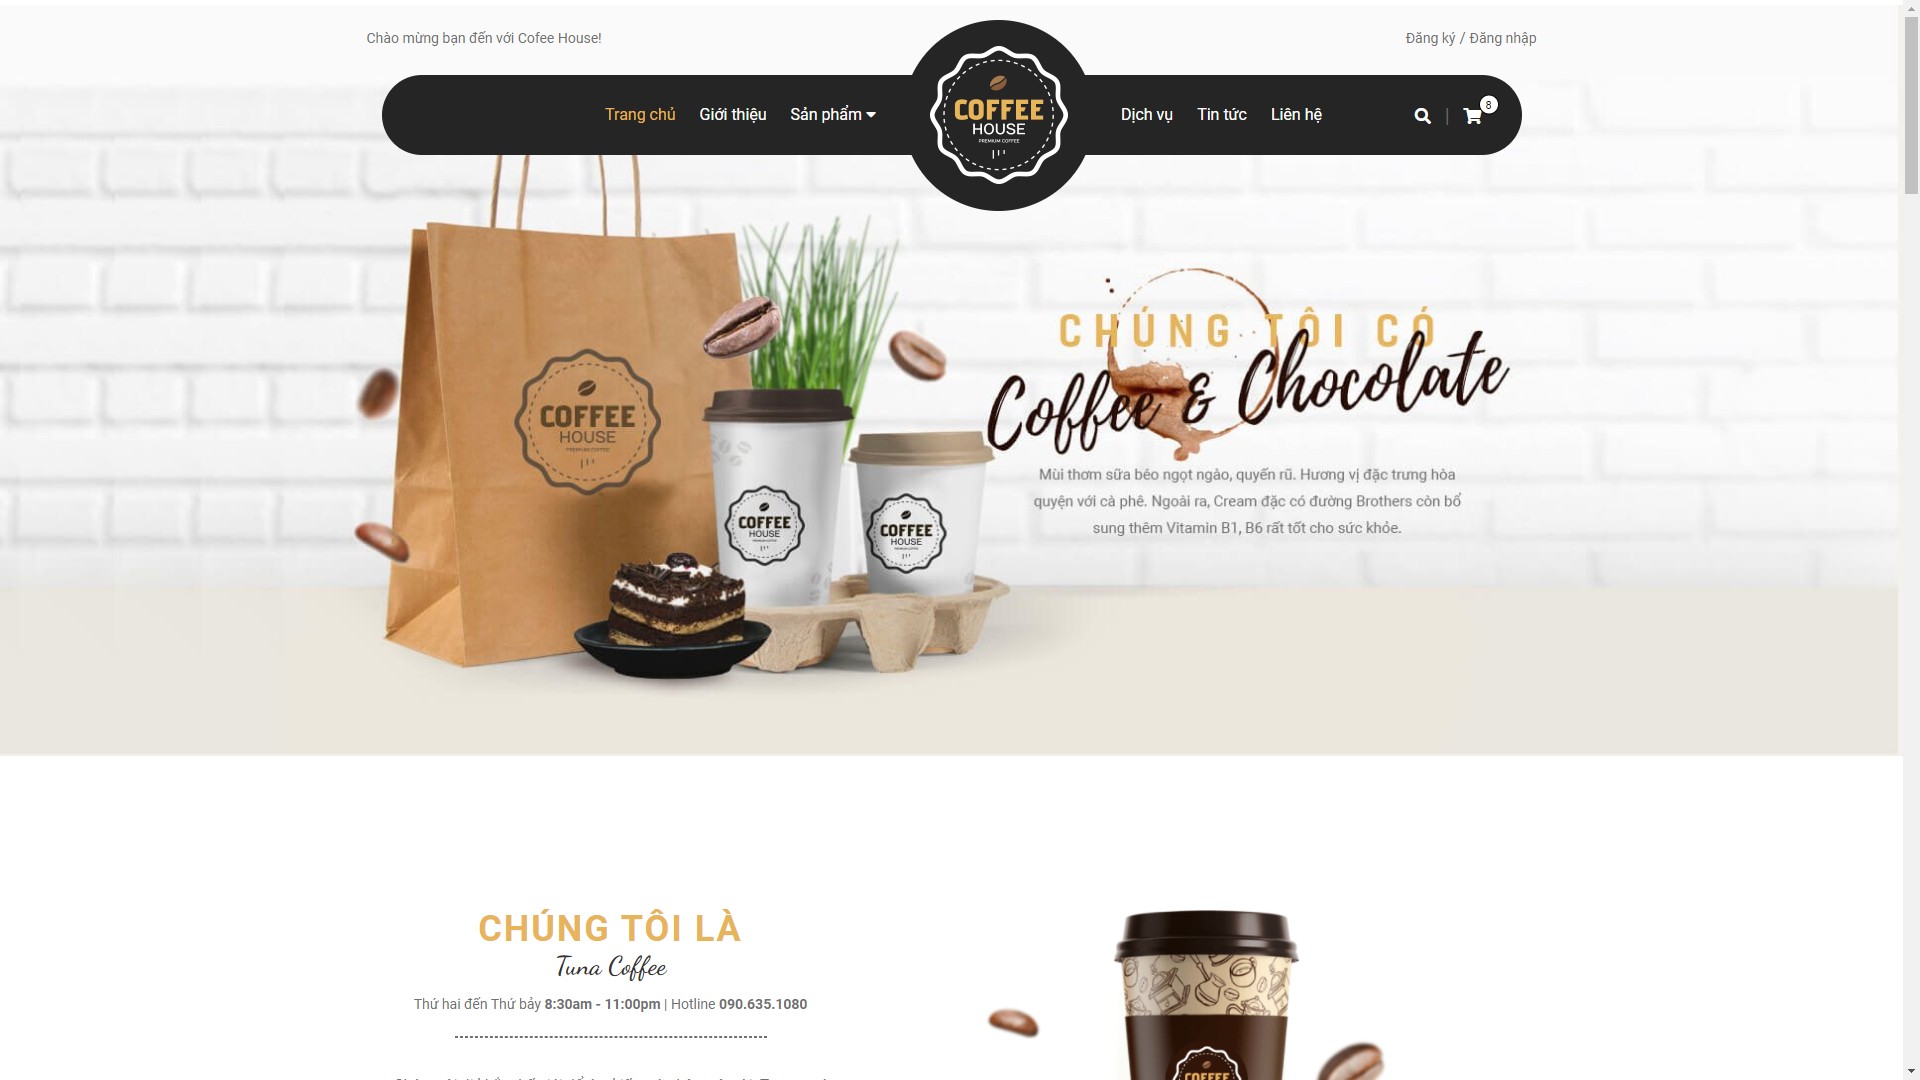 Chào mừng bạn đến với Cofee House!
Đăng ký / Đăng nhập
Trang chủ
Giới thiệu
Sản phẩm
COFFEE
HOUSE
PREMIUM COFFEE
Dịch vụ
Tin tức
Liên hệ
8
CHÚNG TÔI CÓ
Coffee & Chocolate
COFFEE
HOUSE
PREMIUM COFFEE
COFFEE
HOUSE
COFFEE
HOUSE
Mùi thơm sữa béo ngọt ngào, quyến rũ. Hương vị đặc trưng hòa
quyện với cà phê. Ngoài ra, Cream đặc có đường Brothers còn bổ
sung thêm Vitamin B1, B6 rất tốt cho sức khỏe.
CHÚNG TÔI LÀ
Tuna Coffee
Thứ hai đến Thứ bảy 8:30am - 11:00pm | Hotline 090.635.1080
COFFEE